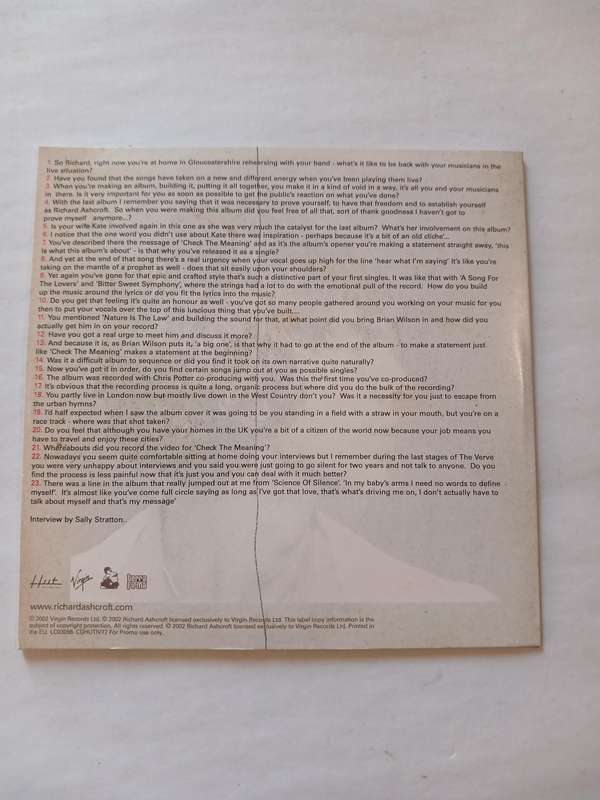 1. So Richard, right now you're at home in Gloucestershire rehearsing with your band - what's it like to be back with your musicians in the
live situation?
2. Have you found that the songs have taken on a new and different energy when you've been playing them live?
3. When you're making an album, building it, putting it all together, you make it in a kind of void in a way, it's all you and your musicians
in there. Is it very important for you as soon as possible to get the public's reaction on what you've done?
4. With the last album I remember you saying that it was necessary to prove yourself, to have that freedom and to establish yourself
as Richard Ashcroft. So when you were making this album did you feel free of all that, sort of thank goodness I haven't got to
prove myself anymore...?
5. Is your wife Kate involved again in this one as she was very much the catalyst for the last album? What's her involvement on this album?
6. I notice that the one word you didn't use about Kate there was inspiration - perhaps because it's a bit of an old cliche'...
7. You've described there the message of 'Check The Meaning' and as it's the album's opener you're making a statement straight away, 'this
is what this album's about' - is that why you've released it as a single?
8. And yet at the end of that song there's a real urgency when your vocal goes up high for the line 'hear what I'm saying' It's like you're
taking on the mantle of a prophet as well - does that sit easily upon your shoulders?
9. Yet again you've gone for that epic and crafted style that's such a distinctive part of your first singles. It was like that with 'A Song For
The Lovers' and 'Bitter Sweet Symphony', where the strings had a lot to do with the emotional pull of the record. How do you build
up the music around the lyrics or do you fit the lyrics into the music?
10. Do you get that feeling it's quite an honour as well - you've got so many people gathered around you working on your music for you
then to put your vocals over the top of this luscious thing that you've built...
11. You mentioned 'Nature Is The Law' and building the sound for that, at what point did you bring Brian Wilson in and how did you
actually get him in on your record?
12. Have you got a real urge to meet him and discuss it more?
13. And because it is, as Brian Wilson puts it, 'a big one', is that why it had to go at the end of the album - to make a statement just
like 'Check The Meaning' makes a statement at the beginning?
14. Was it a difficult album to sequence or did you find it took on its own narrative quite naturally?
15. Now you've got it in order, do you find certain songs jump out at you as possible singles?
16. The album was recorded with Chris Potter co-producing with you. Was this the first time you've co-produced?
17. It's obvious that the recording process is quite a long, organic process but where did you do the bulk of the recording?
18. You partly live in London now but mostly live down in the West Country don't you? Was it a necessity for you just to escape from
the urban hymns?
19. I'd half expected when I saw the album cover it was going to be you standing in a field with a straw in your mouth, but you're on a
race track - where was that shot taken?
20. Do you feel that although you have your homes in the UK you're a bit of a citizen of the world now because your job means you
have to travel and enjoy these cities?
21. Whereabouts did you record the video for 'Check The Meaning'?
22. Nowadays you seem quite comfortable sitting at home doing your interviews but I remember during the last stages of The Verve
you were very unhappy about interviews and you said you were just going to go silent for two years and not talk to anyone. Do you
find the process is less painful now that it's just you and you can deal with it much better?
23. There was a line in the album that really jumped out at me from 'Science Of Silence'. 'In my baby's arms I need no words to define
myself'. It's almost like you've come full circle saying as long as I've got that love, that's what's driving me on, I don't actually have to
talk about myself and that's my message'
Interview by Sally Stratton.
Hut Virgin
www.richardashcroft.com
© 2002 Virgin Records Ltd. © 2002 Richard Ashcroft licensed exclusively to Virgin Records Ltd. This label copy information is the
subject of copyright protection. All rights reserved. © 2002 Richard Ashcroft licensed exclusively to Virgin Records Ltd. Printed in
the EU. LC03098. CDHUTIV77 For Promo use only.